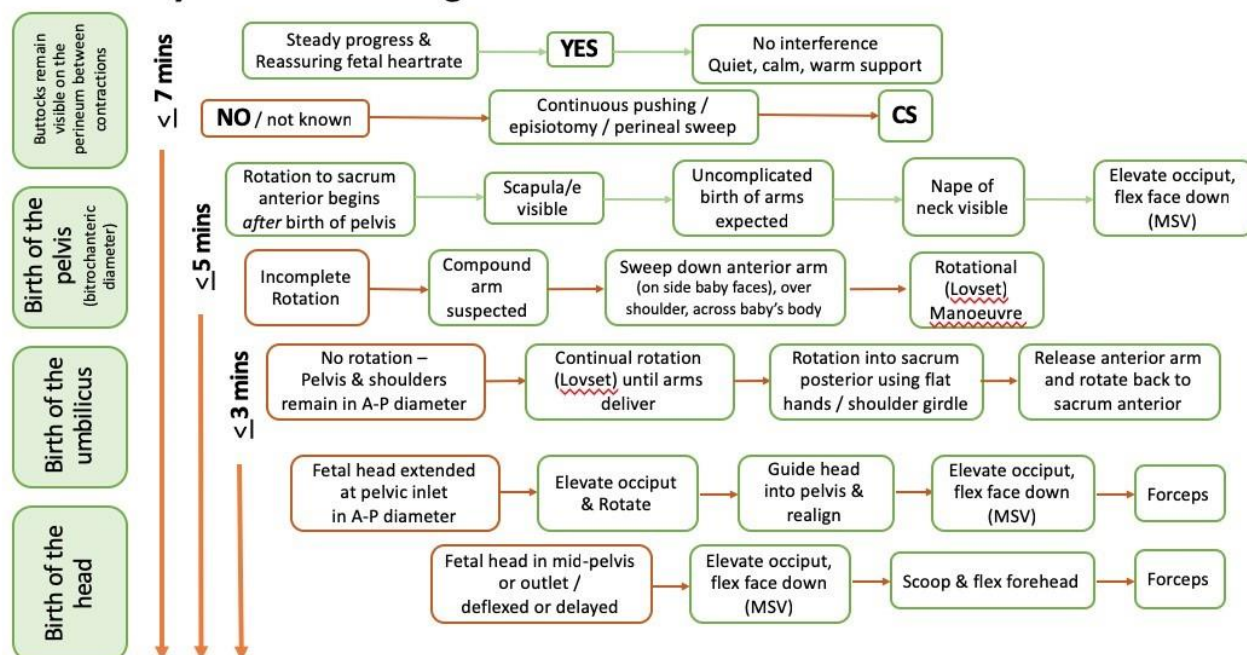 Buttocks remain
visible on the
perineum between
contractions
≤ 7 mins
Steady progress &
Reassuring fetal heartrate
YES
No interference
Quiet, calm, warm support
NO / not known
Continuous pushing /
episiotomy / perineal sweep
CS
Birth of the
pelvis
(bitrochanteric
diameter)
≤ 5 mins
Rotation to sacrum
anterior begins
after birth of pelvis
Scapula/e
visible
Uncomplicated
birth of arms
expected
Nape of
neck visible
Elevate occiput,
flex face down
(MSV)
Incomplete
Rotation
Compound
arm
suspected
Sweep down anterior arm
(on side baby faces), over
shoulder, across baby's body
Rotational
(Lovset)
Manoeuvre
Birth of the
umbilicus
≤ 3 mins
No rotation –
Pelvis & shoulders
remain in A-P diameter
Continual rotation
(Lovset) until arms
deliver
Rotation into sacrum
posterior using flat
hands / shoulder girdle
Release anterior arm
and rotate back to
sacrum anterior
Birth of the
head
Fetal head extended
at pelvic inlet
in A-P diameter
Elevate occiput
& Rotate
Guide head
into pelvis &
realign
Elevate occiput,
flex face down
(MSV)
Forceps
Fetal head in mid-pelvis
or outlet /
deflexed or delayed
Elevate occiput,
flex face down
(MSV)
Scoop & flex forehead
Forceps